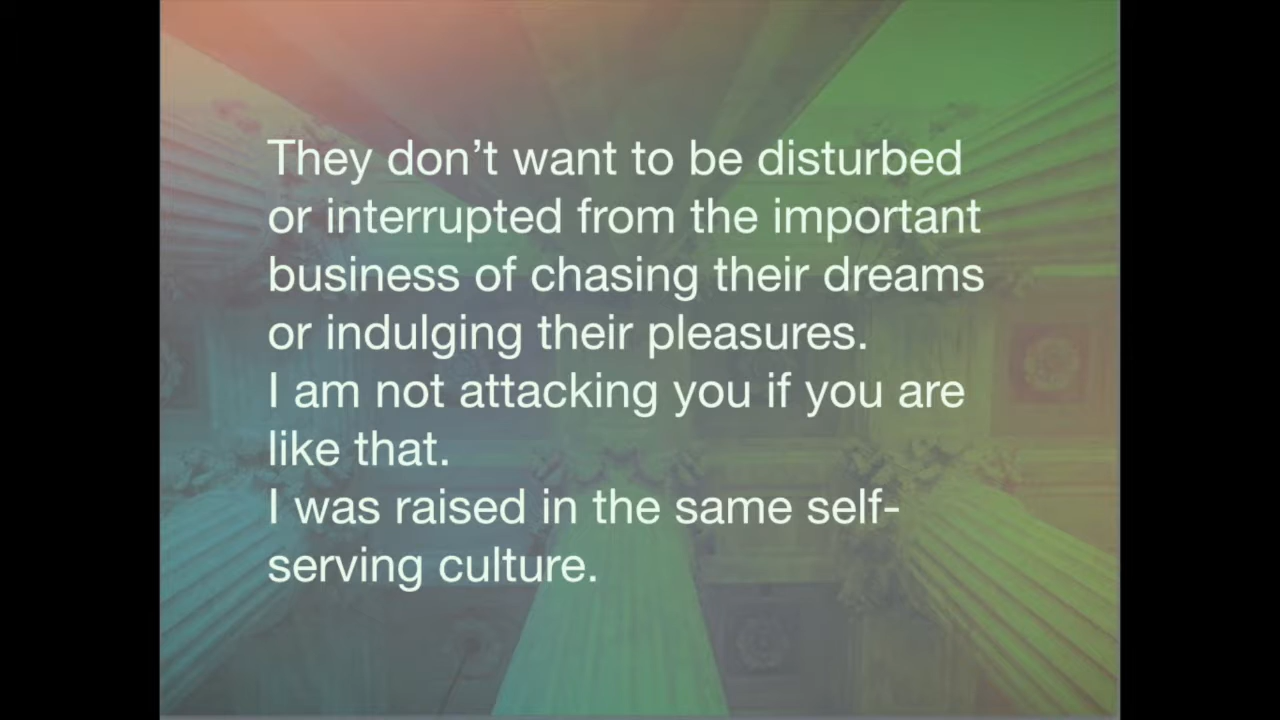 They don’t want to be disturbed
or interrupted from the important
business of chasing their dreams
or indulging their pleasures.
I am not attacking you if you are
like that.
I was raised in the same self-
serving culture.